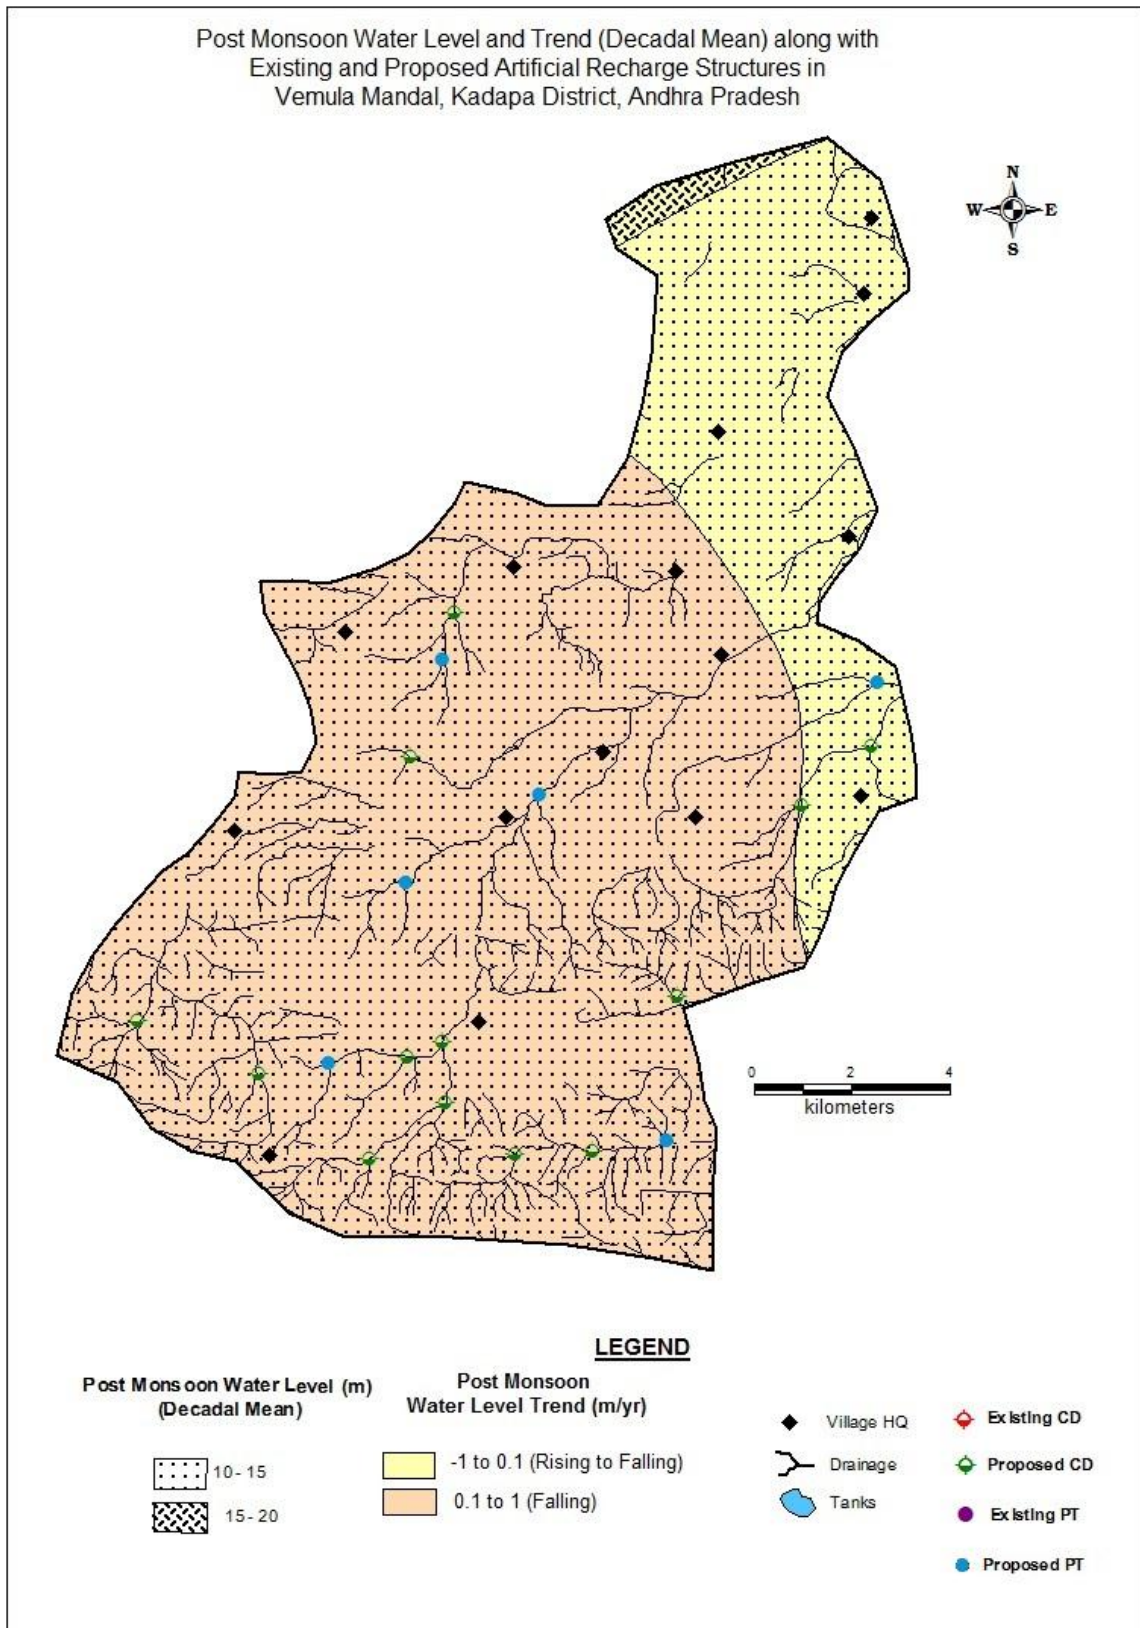 Post Monsoon Water Level and Trend (Decadal Mean) along with
Existing and Proposed Artificial Recharge Structures in
Vemula Mandal, Kadapa District, Andhra Pradesh
N
W E
S
0 2 4
kilometers
LEGEND
Post Monsoon Water Level (m)
(Decadal Mean)
10- 15
15- 20
Post Monsoon
Water Level Trend (m/yr)
-1 to 0.1 (Rising to Falling)
0.1 to 1 (Falling)
Village HQ
Drainage
Tanks
Existing CD
Proposed CD
Existing PT
Proposed PT